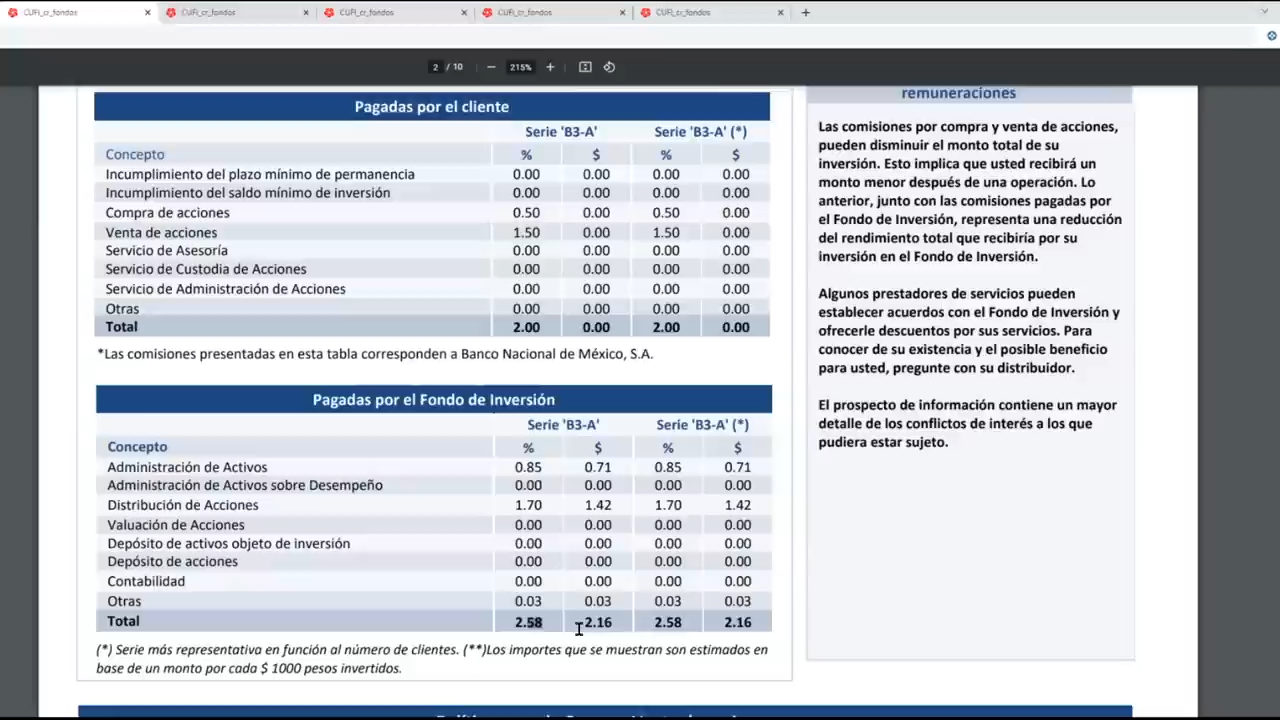 CUFI_cr_fondos
CUFI_cr_fondos
CUFI_cr_fondos
CUFI_cr_fondos
CUFI_cr_fondos
2 / 10
215%
Pagadas por el cliente
Serie 'B3-A' Serie 'B3-A' (*)
Concepto % $ % $
Incumplimiento del plazo mínimo de permanencia 0.00 0.00 0.00 0.00
Incumplimiento del saldo mínimo de inversión 0.00 0.00 0.00 0.00
Compra de acciones 0.50 0.00 0.50 0.00
Venta de acciones 1.50 0.00 1.50 0.00
Servicio de Asesoría 0.00 0.00 0.00 0.00
Servicio de Custodia de Acciones 0.00 0.00 0.00 0.00
Servicio de Administración de Acciones 0.00 0.00 0.00 0.00
Otras 0.00 0.00 0.00 0.00
Total 2.00 0.00 2.00 0.00
*Las comisiones presentadas en esta tabla corresponden a Banco Nacional de México, S.A.
Pagadas por el Fondo de Inversión
Serie 'B3-A' Serie 'B3-A' (*)
Concepto % $ % $
Administración de Activos 0.85 0.71 0.85 0.71
Administración de Activos sobre Desempeño 0.00 0.00 0.00 0.00
Distribución de Acciones 1.70 1.42 1.70 1.42
Valuación de Acciones 0.00 0.00 0.00 0.00
Depósito de activos objeto de inversión 0.00 0.00 0.00 0.00
Depósito de acciones 0.00 0.00 0.00 0.00
Contabilidad 0.00 0.00 0.00 0.00
Otras 0.03 0.03 0.03 0.03
Total 2.58 2.16 2.58 2.16
(*) Serie más representativa en función al número de clientes. (**)Los importes que se muestran son estimados en
base de un monto por cada $ 1000 pesos invertidos.
remuneraciones
Las comisiones por compra y venta de acciones,
pueden disminuir el monto total de su
inversión. Esto implica que usted recibirá un
monto menor después de una operación. Lo
anterior, junto con las comisiones pagadas por
el Fondo de Inversión, representa una reducción
del rendimiento total que recibiría por su
inversión en el Fondo de Inversión.
Algunos prestadores de servicios pueden
establecer acuerdos con el Fondo de Inversión y
ofrecerle descuentos por sus servicios. Para
conocer de su existencia y el posible beneficio
para usted, pregunte con su distribuidor.
El prospecto de información contiene un mayor
detalle de los conflictos de interés a los que
pudiera estar sujeto.